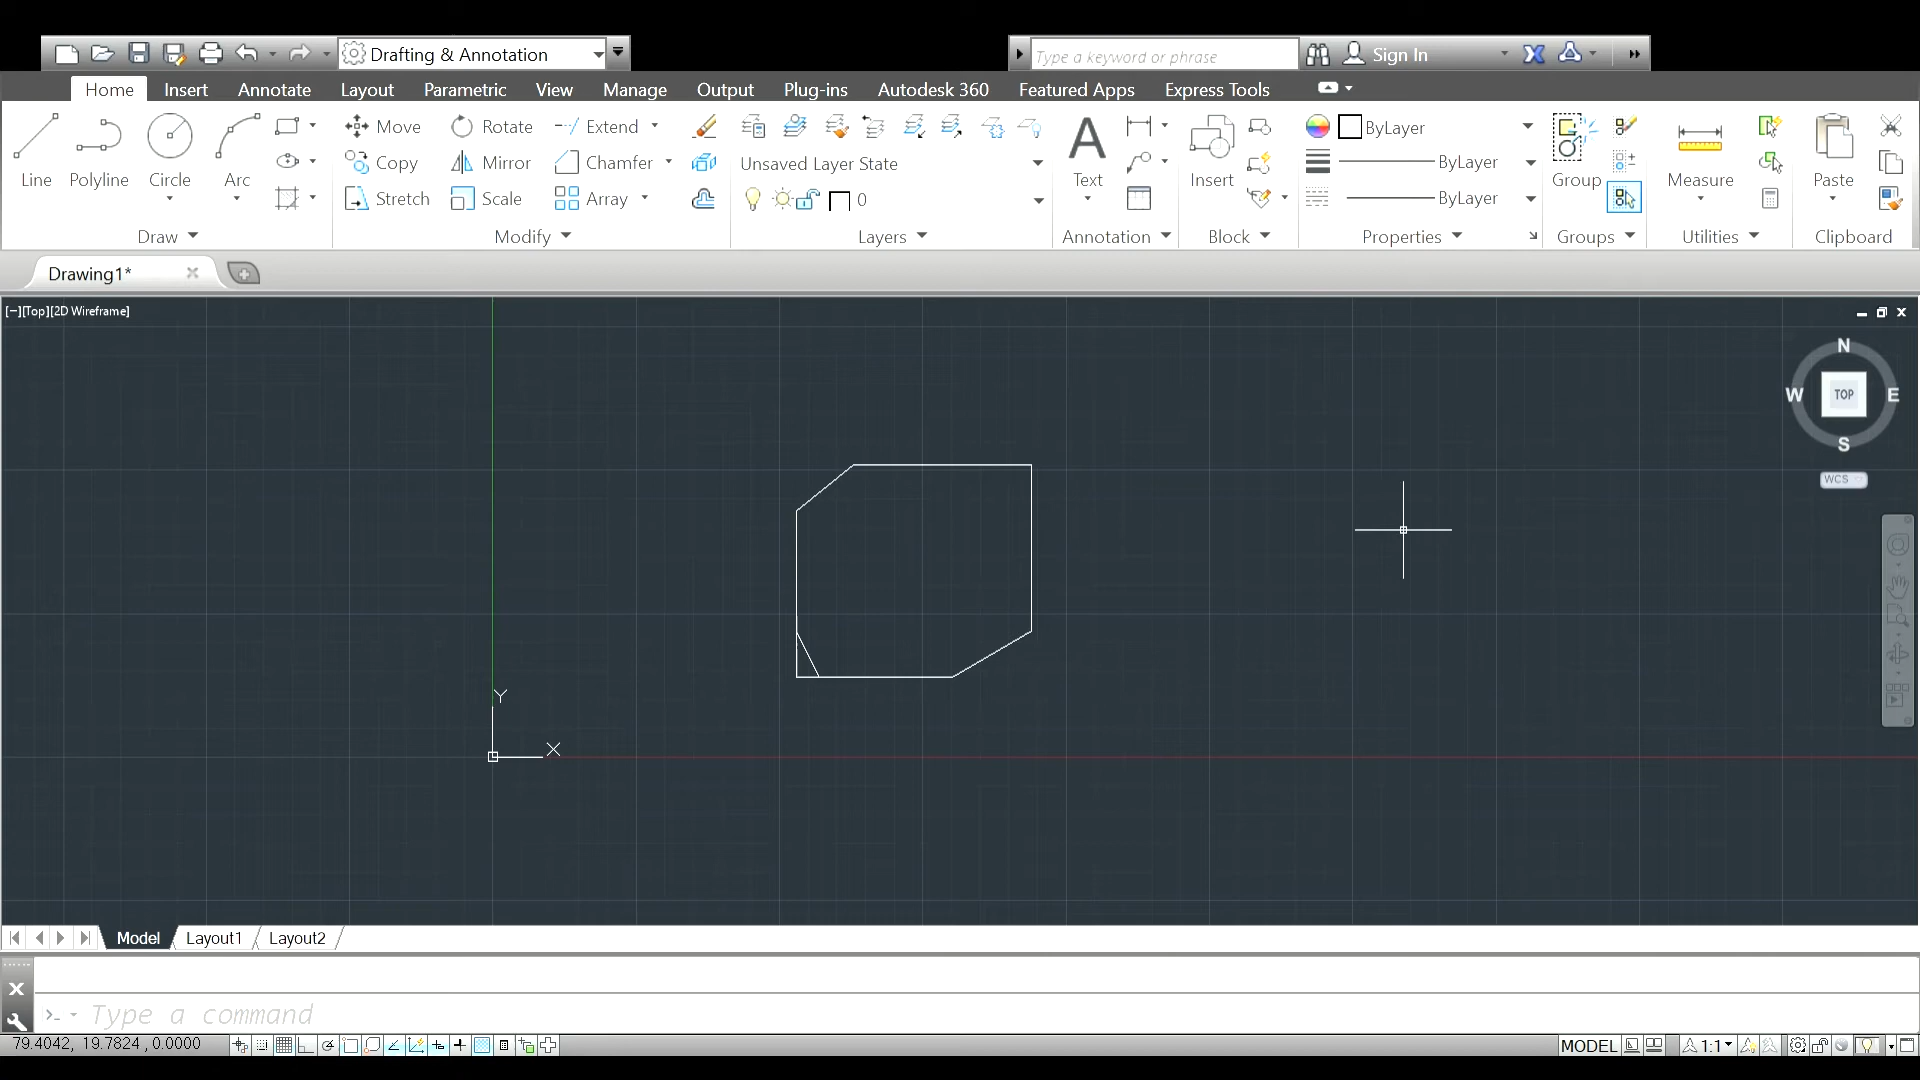 Drafting & Annotation
Type a keyword or phrase
Sign In
Home Insert Annotate Layout Parametric View Manage Output Plug-ins Autodesk 360 Featured Apps Express Tools
Line Polyline Circle Arc
Move Rotate Extend
Copy Mirror Chamfer
Stretch Scale Array
Unsaved Layer State
0
Text
Insert
ByLayer
ByLayer
ByLayer
Group
Measure
Paste
Draw Modify Layers Annotation Block Properties Groups Utilities Clipboard
Drawing1*
[−][Top][2D Wireframe]
N
W TOP E
S
WCS
Y
X
Model Layout1 Layout2
Type a command
79.4042, 19.7824 , 0.0000
MODEL
1:1